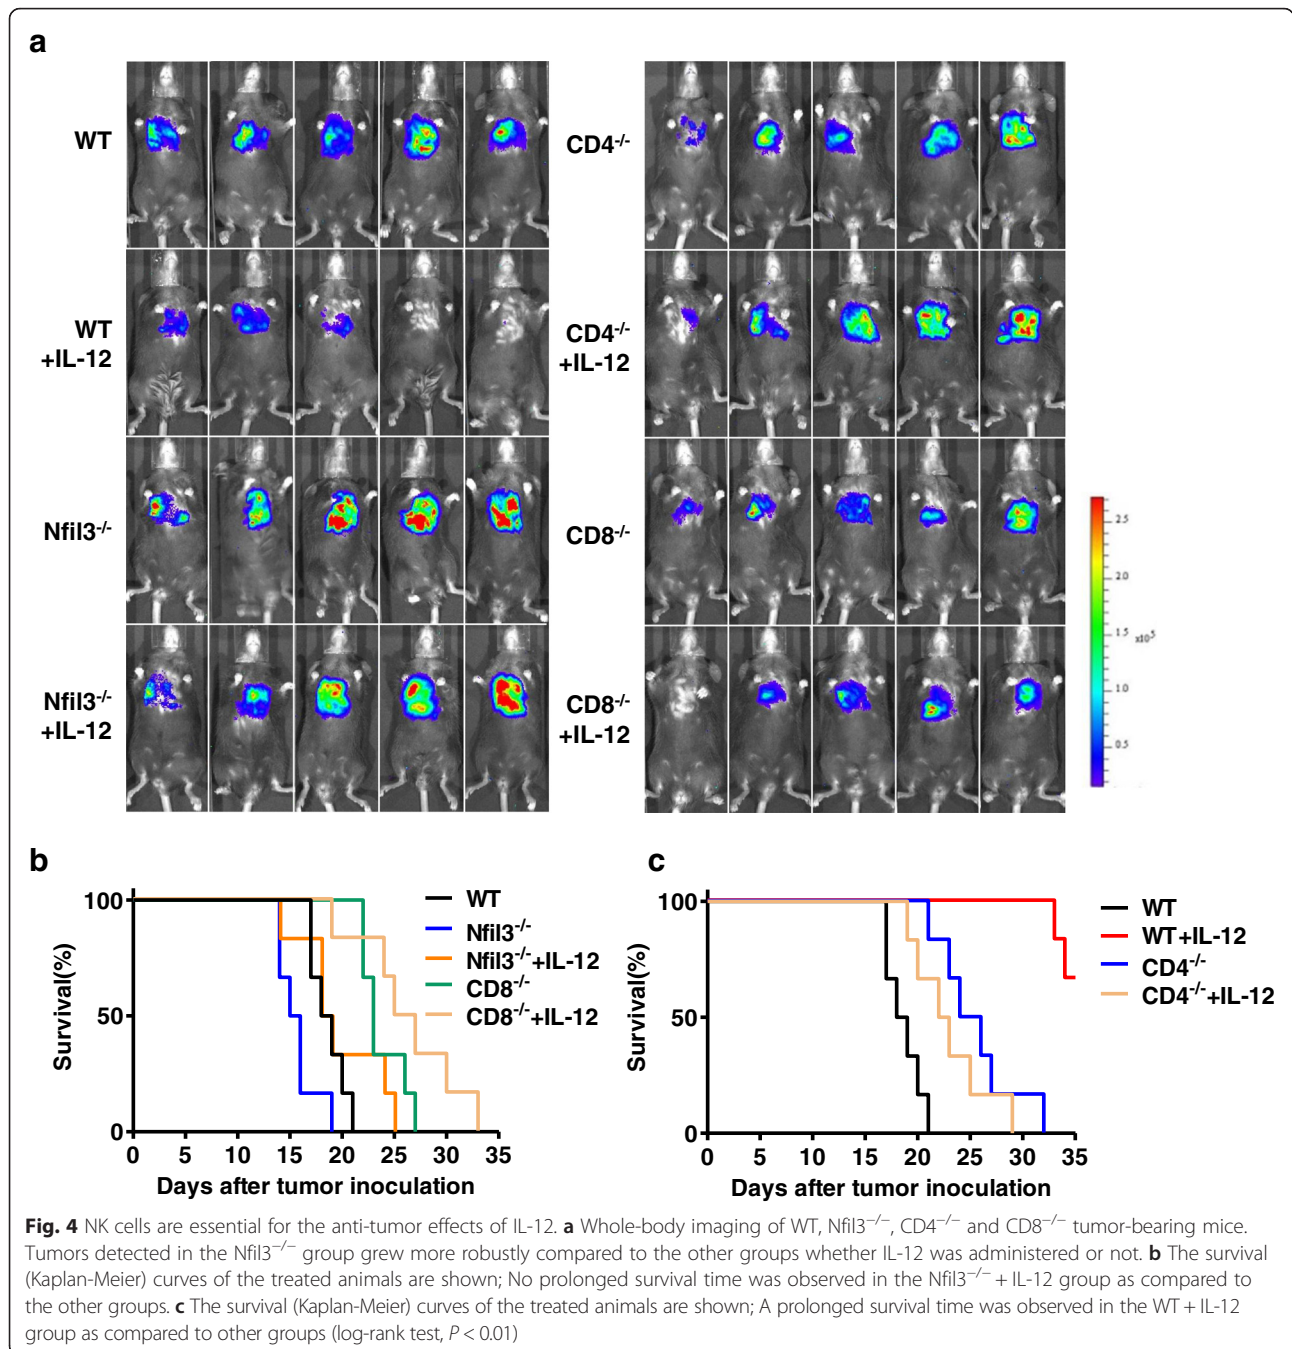 a
WT
WT
+IL-12
Nfil3-/-
Nfil3-/-
+IL-12
CD4-/-
CD4-/-
+IL-12
CD8-/-
CD8-/-
+IL-12
2.5
2.0
1.5
x10⁵
1.0
0.5
b
Survival(%)
100
50
0
0 5 10 15 20 25 30 35
Days after tumor inoculation
WT
Nfil3-/-
Nfil3-/-+IL-12
CD8-/-
CD8-/-+IL-12
c
Survival(%)
100
50
0
0 5 10 15 20 25 30 35
Days after tumor inoculation
WT
WT+IL-12
CD4-/-
CD4-/-+IL-12
Fig. 4 NK cells are essential for the anti-tumor effects of IL-12. a Whole-body imaging of WT, Nfil3−/−, CD4−/− and CD8−/− tumor-bearing mice.
Tumors detected in the Nfil3−/− group grew more robustly compared to the other groups whether IL-12 was administered or not. b The survival
(Kaplan-Meier) curves of the treated animals are shown; No prolonged survival time was observed in the Nfil3−/− + IL-12 group as compared to
the other groups. c The survival (Kaplan-Meier) curves of the treated animals are shown; A prolonged survival time was observed in the WT + IL-12
group as compared to other groups (log-rank test, P < 0.01)